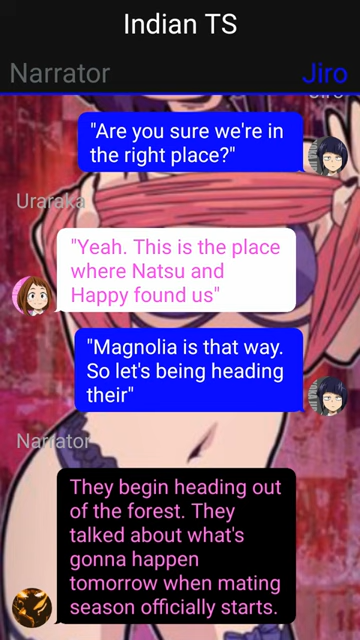 Indian TS
Narrator
Jiro
Jiro
"Are you sure we're in
the right place?"
Uraraka
"Yeah. This is the place
where Natsu and
Happy found us"
"Magnolia is that way.
So let's being heading
their"
Narrator
They begin heading out
of the forest. They
talked about what's
gonna happen
tomorrow when mating
season officially starts.